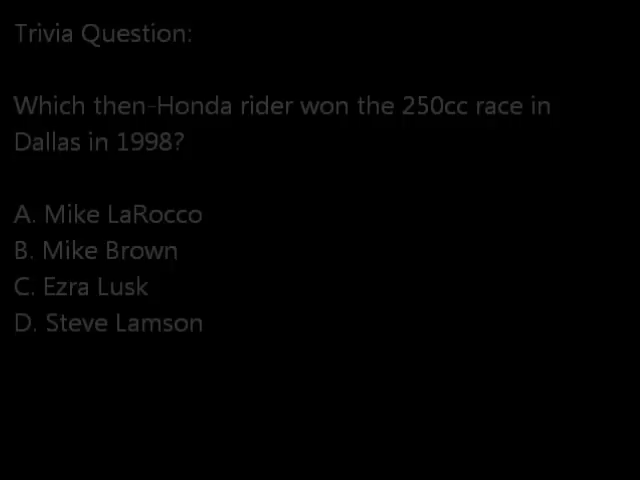 Trivia Question:
Which then-Honda rider won the 250cc race in
Dallas in 1998?
A. Mike LaRocco
B. Mike Brown
C. Ezra Lusk
D. Steve Lamson